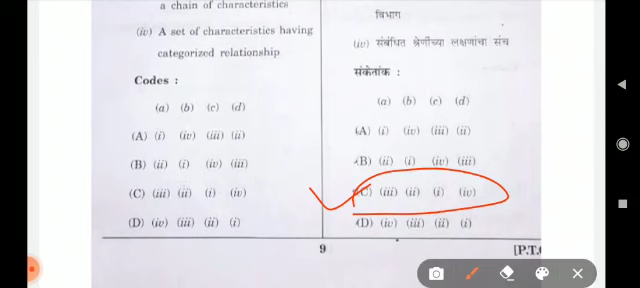 a chain of characteristics
(iv) A set of characteristics having
categorized relationship
Codes :
(a) (b) (c) (d)
(A) (i) (iv) (iii) (ii)
(B) (ii) (i) (iv) (iii)
(C) (iii) (ii) (i) (iv)
(D) (iv) (iii) (ii) (i)
विभाग
(iv) संबंधित श्रेणींच्या लक्षणांचा संच
संकेतांक :
(a) (b) (c) (d)
(A) (i) (iv) (iii) (ii)
(B) (ii) (i) (iv) (iii)
(C) (iii) (ii) (i) (iv)
(D) (iv) (iii) (ii) (i)
9
[P.T.O